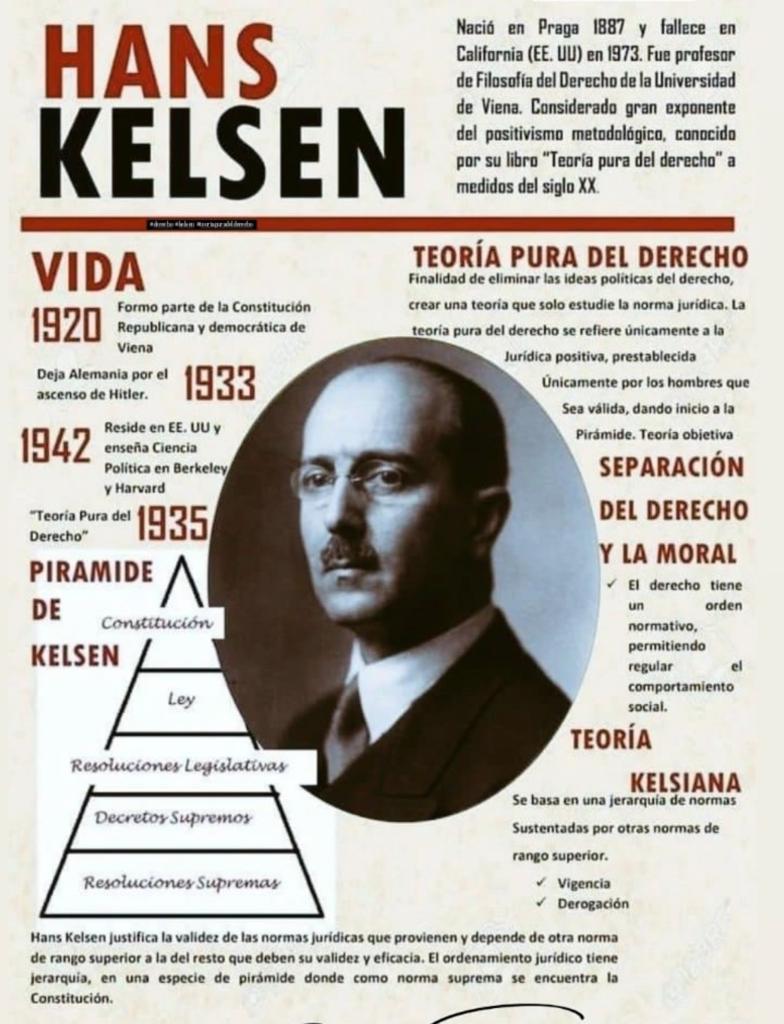 HANS
KELSEN
Nació en Praga 1887 y fallece en
California (EE. UU) en 1973. Fue profesor
de Filosofía del Derecho de la Universidad
de Viena. Considerado gran exponente
del positivismo metodológico, conocido
por su libro "Teoría pura del derecho" a
medidos del siglo XX.
VIDA
1920
Formo parte de la Constitución
Republicana y democrática de
Viena
Deja Alemania por el
ascenso de Hitler.
1933
1942
Reside en EE. UU y
enseña Ciencia
Política en Berkeley
y Harvard
"Teoría Pura del
Derecho"
1935
PIRAMIDE
DE
KELSEN
Constitución
Ley
Resoluciones Legislativas
Decretos Supremos
Resoluciones Supremas
TEORÍA PURA DEL DERECHO
Finalidad de eliminar las ideas políticas del derecho,
crear una teoría que solo estudie la norma jurídica. La
teoría pura del derecho se refiere únicamente a la
Jurídica positiva, prestablecida
Únicamente por los hombres que
Sea válida, dando inicio a la
Pirámide. Teoría objetiva
SEPARACIÓN
DEL DERECHO
Y LA MORAL
✓ El derecho tiene
un orden
normativo,
permitiendo
regular el
comportamiento
social.
TEORÍA
KELSIANA
Se basa en una jerarquía de normas
Sustentadas por otras normas de
rango superior.
✓ Vigencia
✓ Derogación
Hans Kelsen justifica la validez de las normas jurídicas que provienen y depende de otra norma
de rango superior a la del resto que deben su validez y eficacia. El ordenamiento jurídico tiene
jerarquía, en una especie de pirámide donde como norma suprema se encuentra la
Constitución.